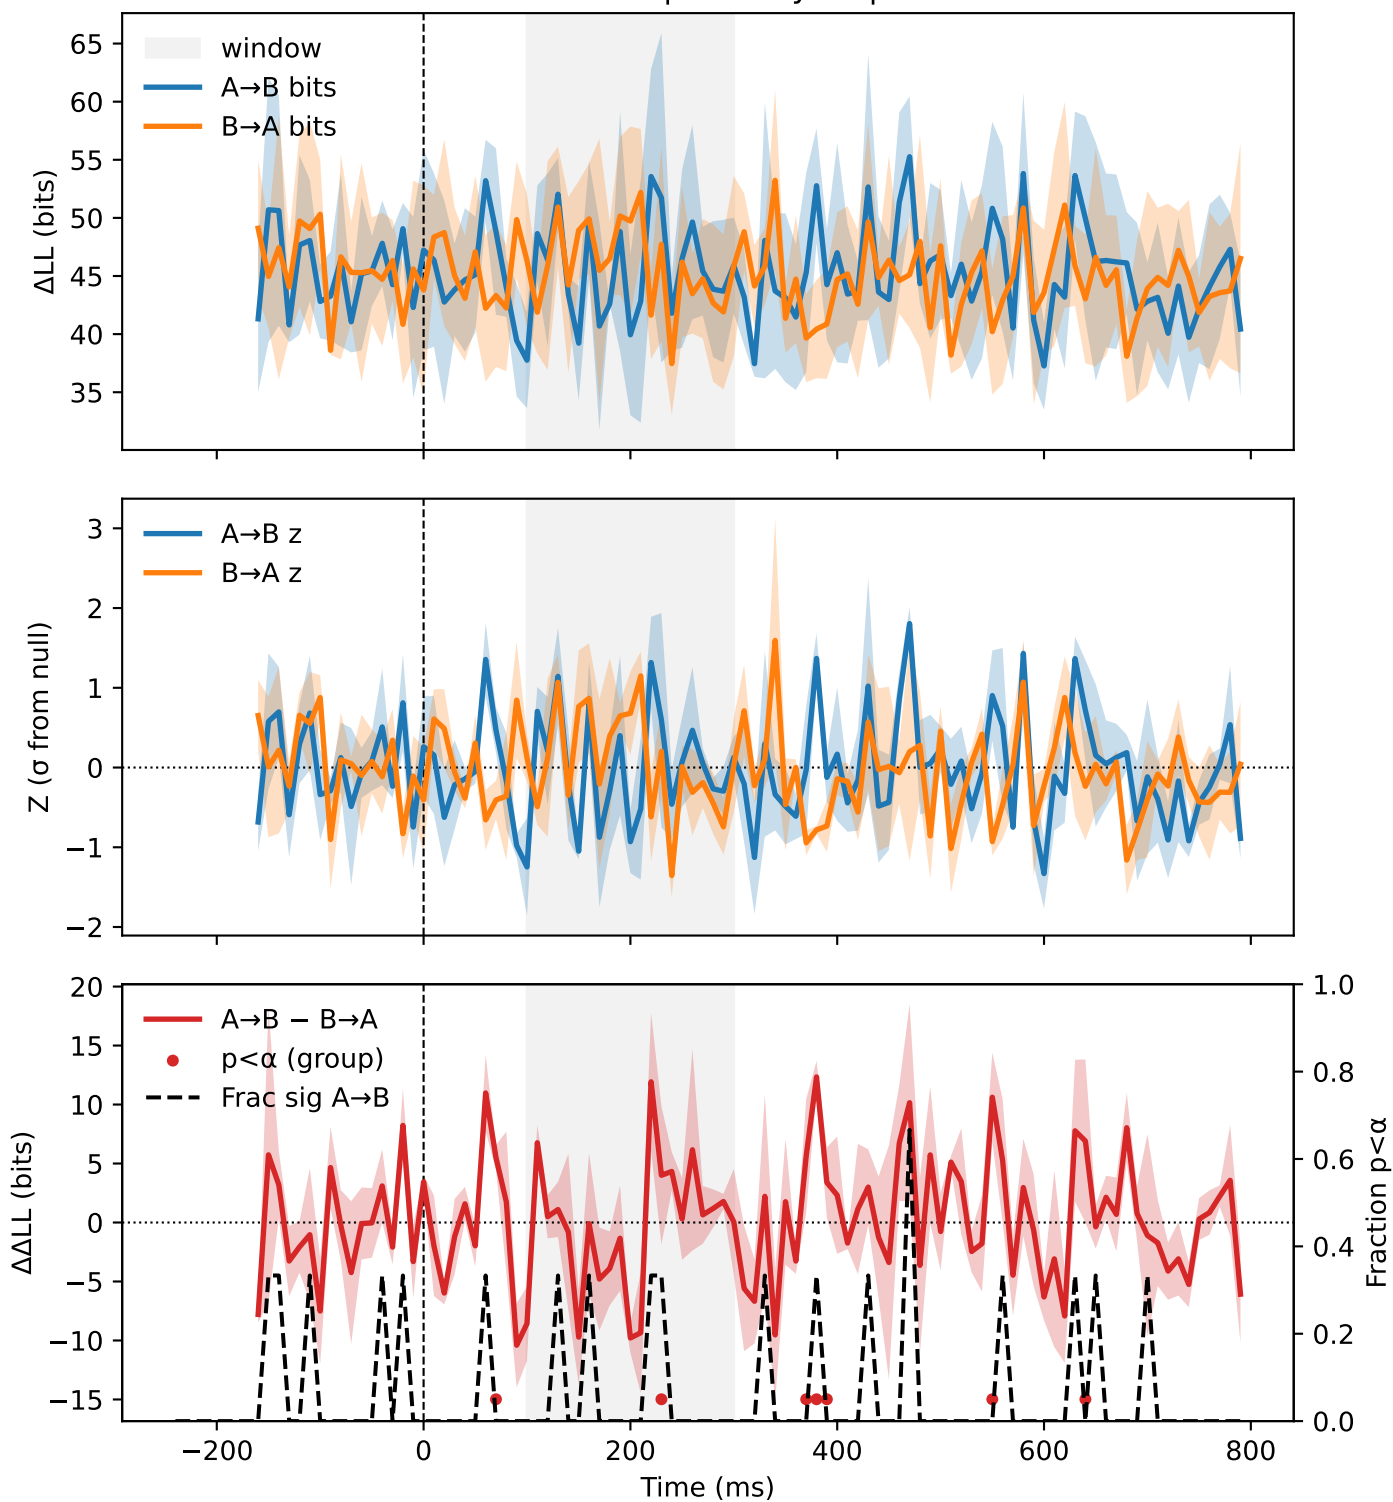 65
60
55
50
45
40
35
ΔLL (bits)
window
A→B bits
B→A bits
3
2
1
0
−1
−2
Z (σ from null)
A→B z
B→A z
20
15
10
5
0
−5
−10
−15
ΔΔLL (bits)
A→B − B→A
p<α (group)
Frac sig A→B
1.0
0.8
0.6
0.4
0.2
0.0
Fraction p<α
−200 0 200 400 600 800
Time (ms)